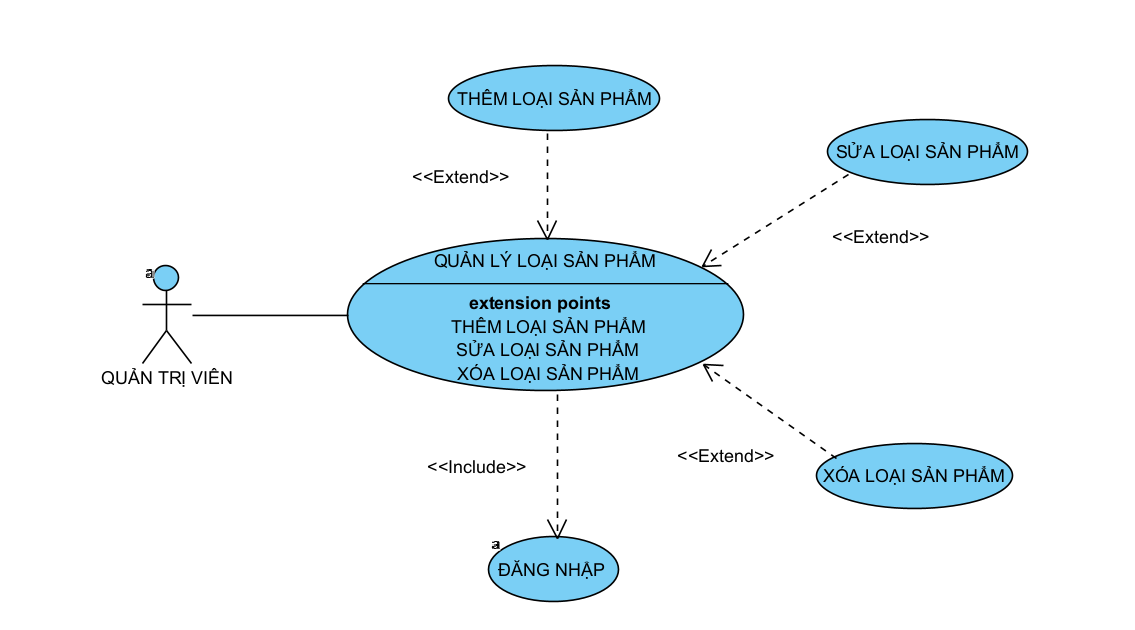 THÊM LOẠI SẢN PHẨM
SỬA LOẠI SẢN PHẨM
<<Extend>>
<<Extend>>
QUẢN LÝ LOẠI SẢN PHẨM
extension points
THÊM LOẠI SẢN PHẨM
SỬA LOẠI SẢN PHẨM
XÓA LOẠI SẢN PHẨM
a
QUẢN TRỊ VIÊN
<<Extend>>
<<Include>>
XÓA LOẠI SẢN PHẨM
a
ĐĂNG NHẬP